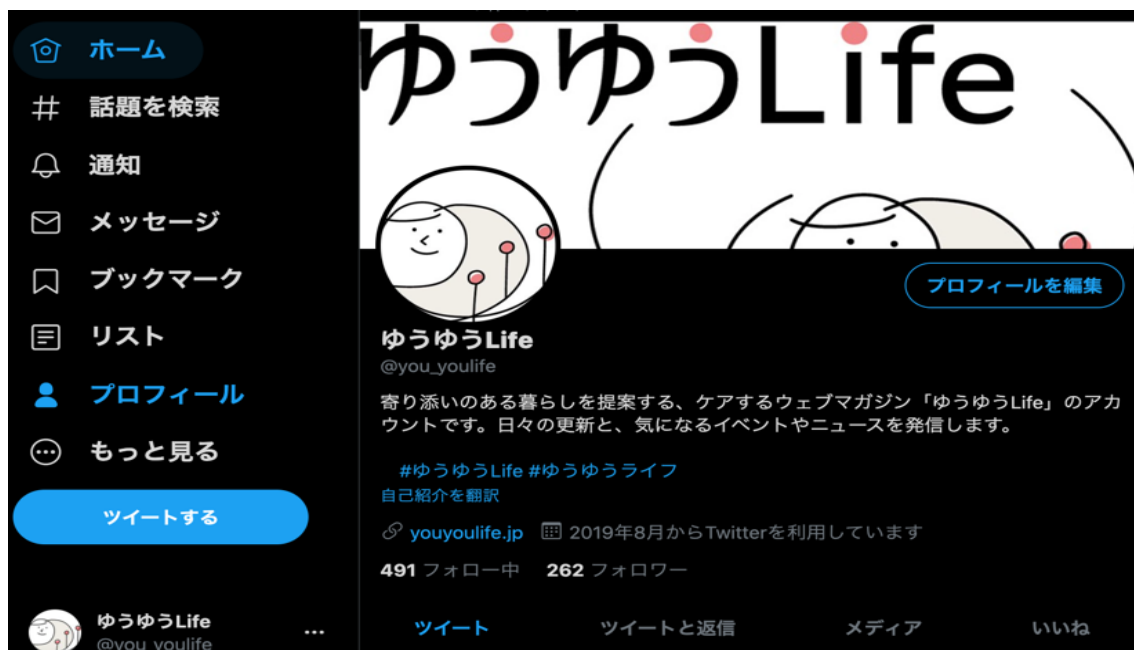 ホーム
話題を検索
通知
メッセージ
ブックマーク
リスト
プロフィール
もっと見る
ツイートする
ゆうゆうLife
@you_youlife
ゆうゆうLife
プロフィールを編集
ゆうゆうLife
@you_youlife
寄り添いのある暮らしを提案する、ケアするウェブマガジン「ゆうゆうLife」のアカ
ウントです。日々の更新と、気になるイベントやニュースを発信します。
#ゆうゆうLife #ゆうゆうライフ
自己紹介を翻訳
youyoulife.jp 2019年8月からTwitterを利用しています
491 フォロー中 262 フォロワー
ツイート ツイートと返信 メディア いいね